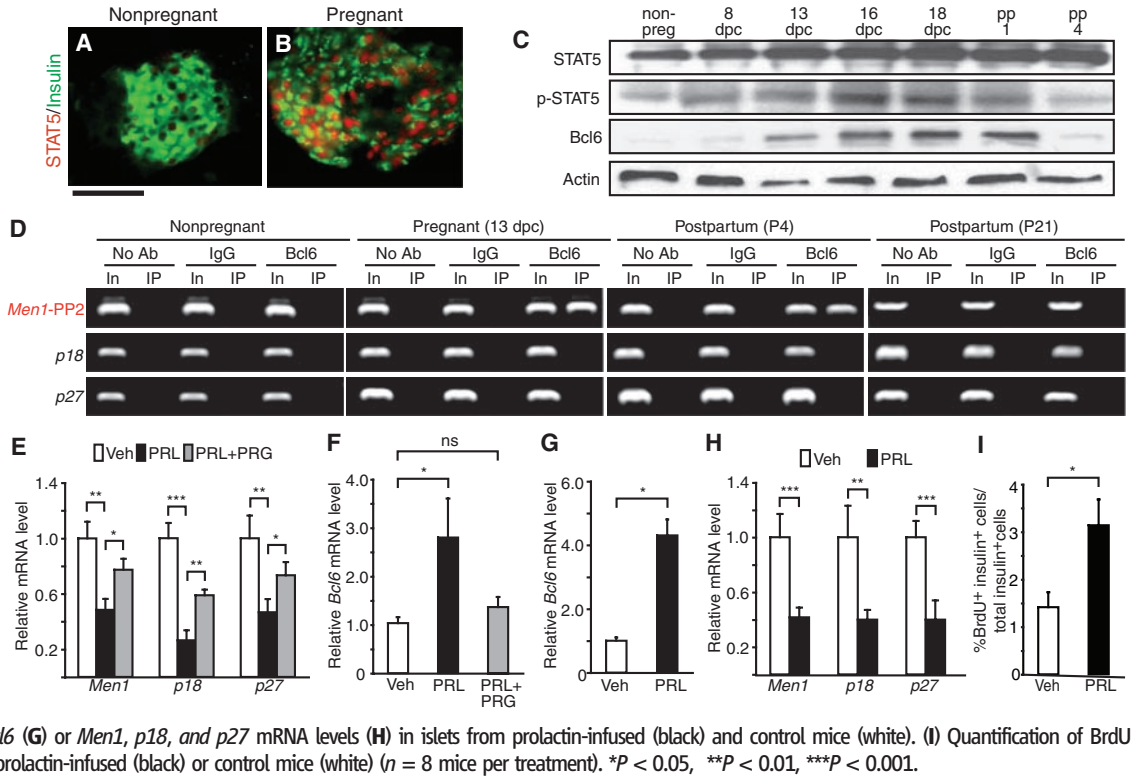 Nonpregnant Pregnant
A B
STAT5/Insulin
C
non-preg 8 dpc 13 dpc 16 dpc 18 dpc pp 1 pp 4
STAT5
p-STAT5
Bcl6
Actin
D
Nonpregnant Pregnant (13 dpc) Postpartum (P4) Postpartum (P21)
No Ab IgG Bcl6 No Ab IgG Bcl6 No Ab IgG Bcl6 No Ab IgG Bcl6
In IP In IP In IP In IP In IP In IP In IP In IP In IP In IP In IP In IP
Men1-PP2
p18
p27
E
Veh PRL PRL+PRG
Relative mRNA level
1.4
1.0
0.6
0.2
** * *** ** ** *
Men1 p18 p27
F
ns
*
Relative Bcl6 mRNA level
4.0
3.0
2.0
1.0
0
Veh PRL PRL+
PRG
G
*
Relative Bcl6 mRNA level
6.0
4.0
2.0
0
Veh PRL
H
Veh PRL
Relative mRNA level
1.4
1.0
0.6
0.2
*** ** ***
Men1 p18 p27
I
*
%BrdU+ insulin+ cells/
total insulin+cells
4
3
2
1
0
Veh PRL
l6 (G) or Men1, p18, and p27 mRNA levels (H) in islets from prolactin-infused (black) and control mice (white). (I) Quantification of BrdU
prolactin-infused (black) or control mice (white) (n = 8 mice per treatment). *P < 0.05, **P < 0.01, ***P < 0.001.